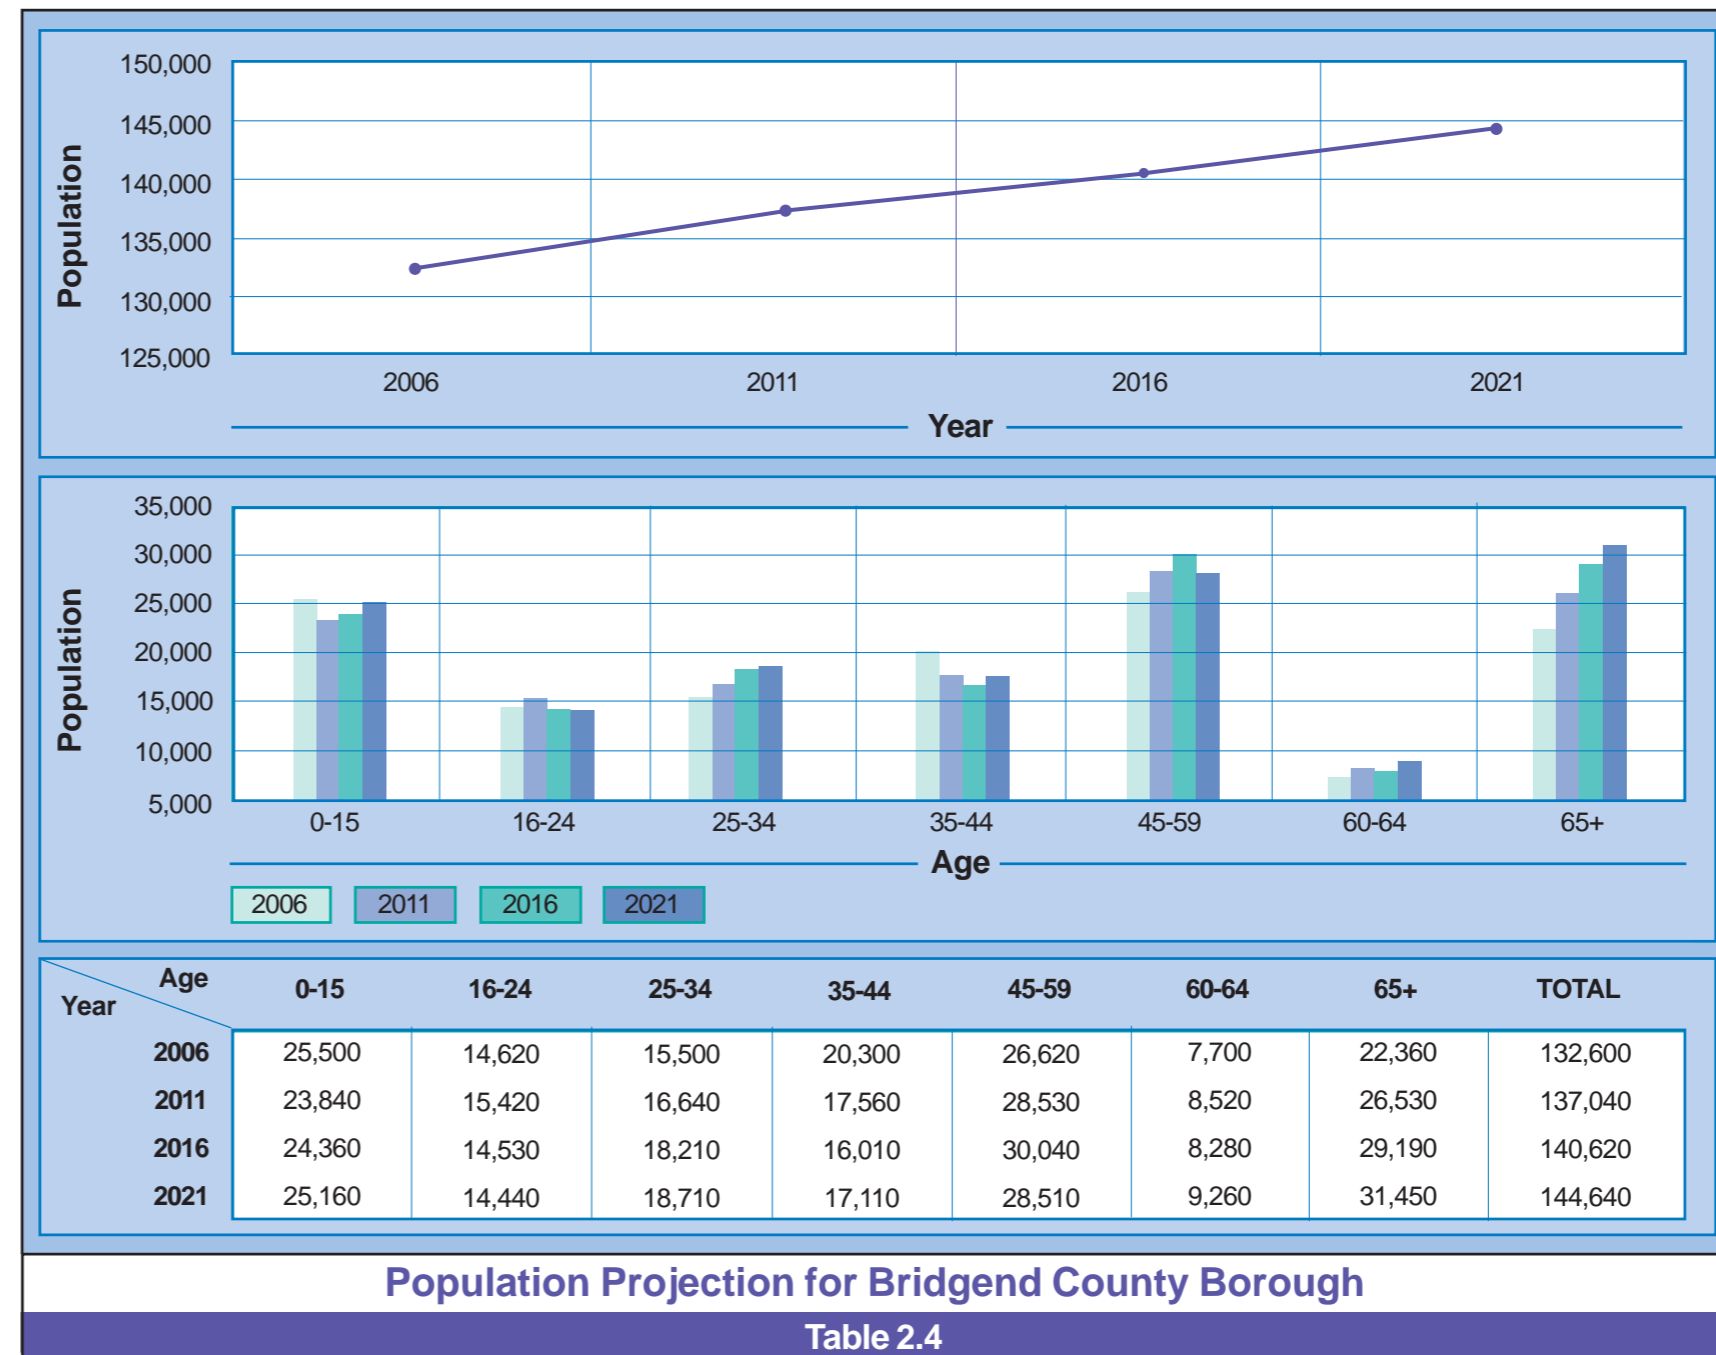 150,000
145,000
140,000
135,000
130,000
125,000
Population
2006 2011 2016 2021
Year
35,000
30,000
25,000
20,000
15,000
10,000
5,000
Population
0-15 16-24 25-34 35-44 45-59 60-64 65+
Age
2006 2011 2016 2021
Age 0-15 16-24 25-34 35-44 45-59 60-64 65+ TOTAL
Year
2006 25,500 14,620 15,500 20,300 26,620 7,700 22,360 132,600
2011 23,840 15,420 16,640 17,560 28,530 8,520 26,530 137,040
2016 24,360 14,530 18,210 16,010 30,040 8,280 29,190 140,620
2021 25,160 14,440 18,710 17,110 28,510 9,260 31,450 144,640
Population Projection for Bridgend County Borough
Table 2.4